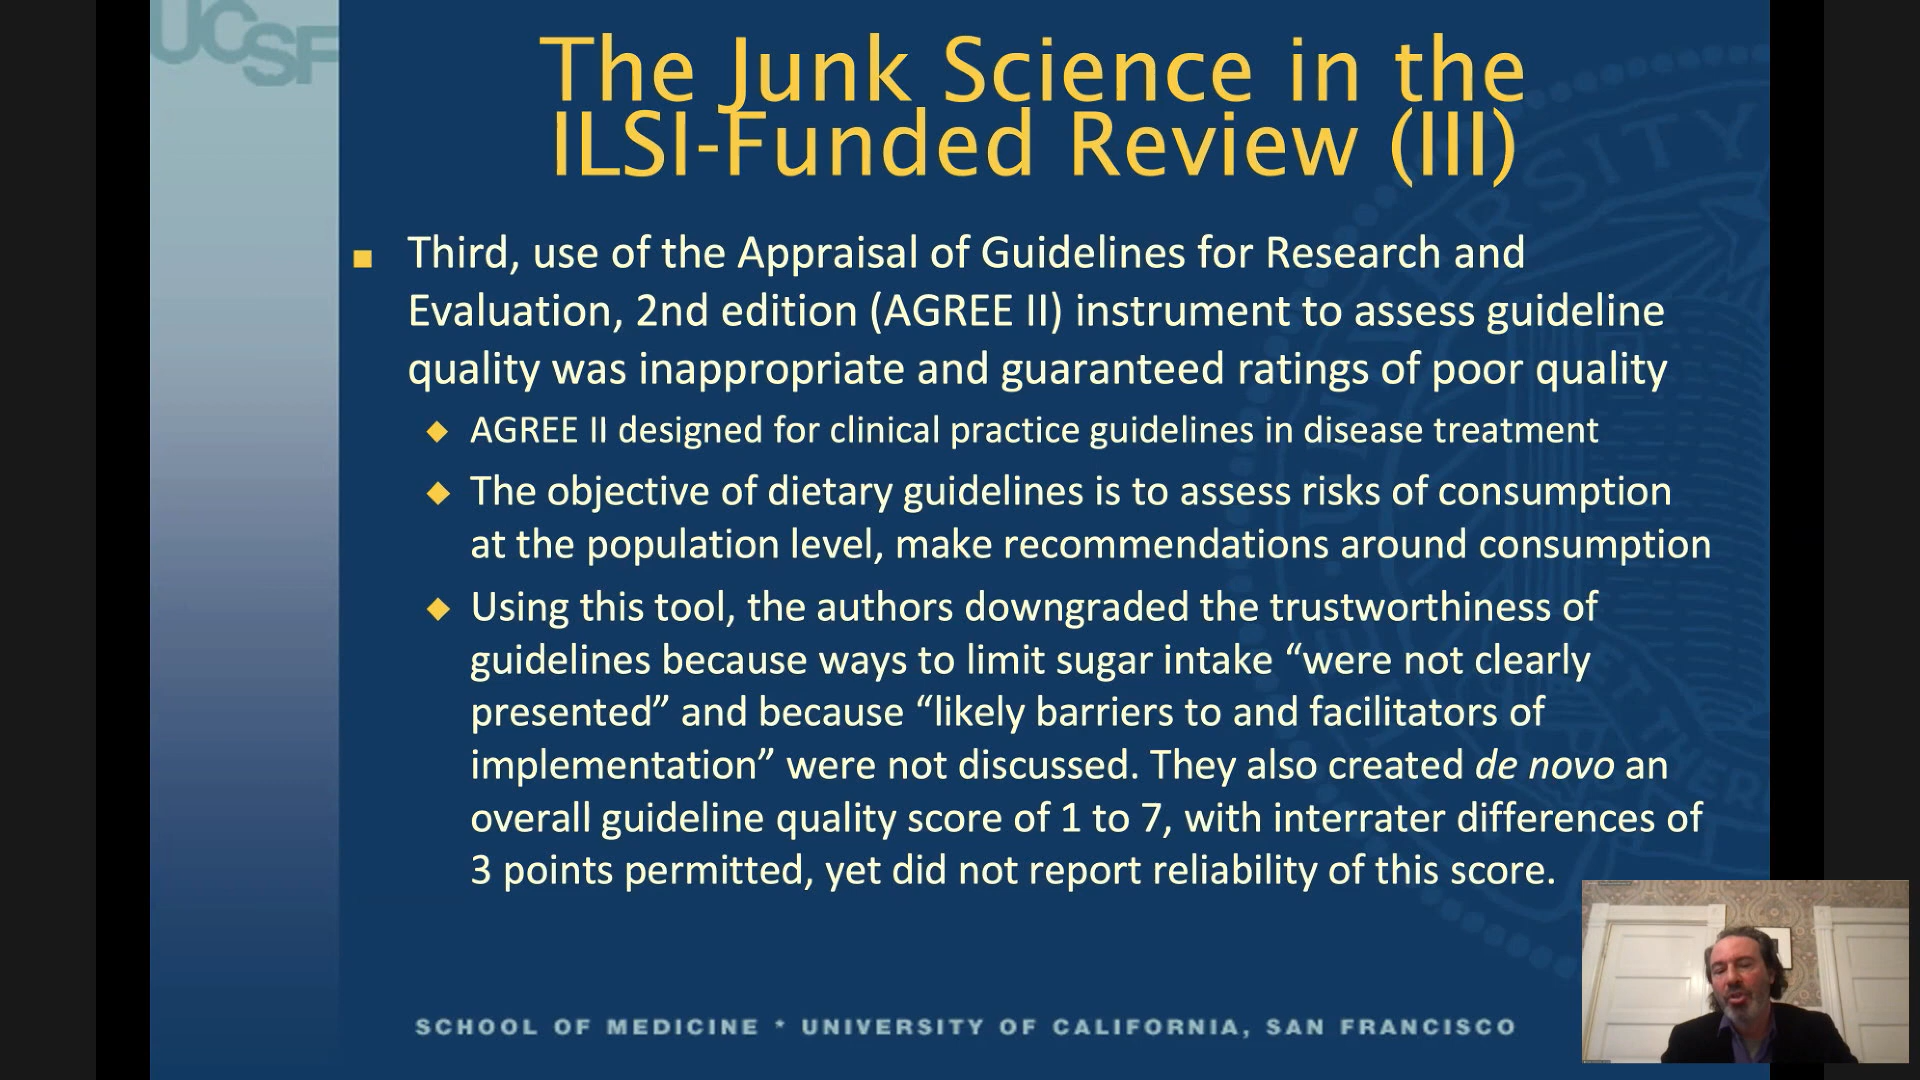 UCSF
The Junk Science in the
ILSI-Funded Review (III)
Third, use of the Appraisal of Guidelines for Research and
Evaluation, 2nd edition (AGREE II) instrument to assess guideline
quality was inappropriate and guaranteed ratings of poor quality
AGREE II designed for clinical practice guidelines in disease treatment
The objective of dietary guidelines is to assess risks of consumption
at the population level, make recommendations around consumption
Using this tool, the authors downgraded the trustworthiness of
guidelines because ways to limit sugar intake “were not clearly
presented” and because “likely barriers to and facilitators of
implementation” were not discussed. They also created de novo an
overall guideline quality score of 1 to 7, with interrater differences of
3 points permitted, yet did not report reliability of this score.
SCHOOL OF MEDICINE * UNIVERSITY OF CALIFORNIA, SAN FRANCISCO